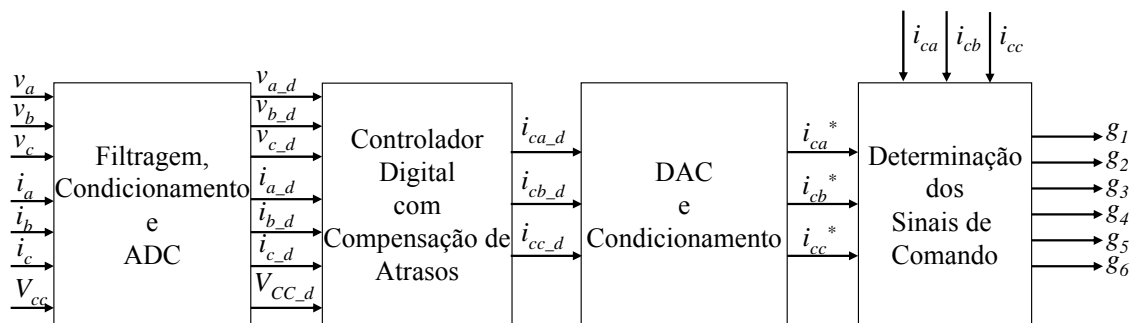 i_ca i_cb i_cc
v_a
v_b
v_c
i_a
i_b
i_c
V_cc
Filtragem,
Condicionamento
e
ADC
v_a_d
v_b_d
v_c_d
i_a_d
i_b_d
i_c_d
V_CC_d
Controlador
Digital
com
Compensação de
Atrasos
i_ca_d
i_cb_d
i_cc_d
DAC
e
Condicionamento
i_ca*
i_cb*
i_cc*
Determinação
dos
Sinais de
Comando
g_1
g_2
g_3
g_4
g_5
g_6